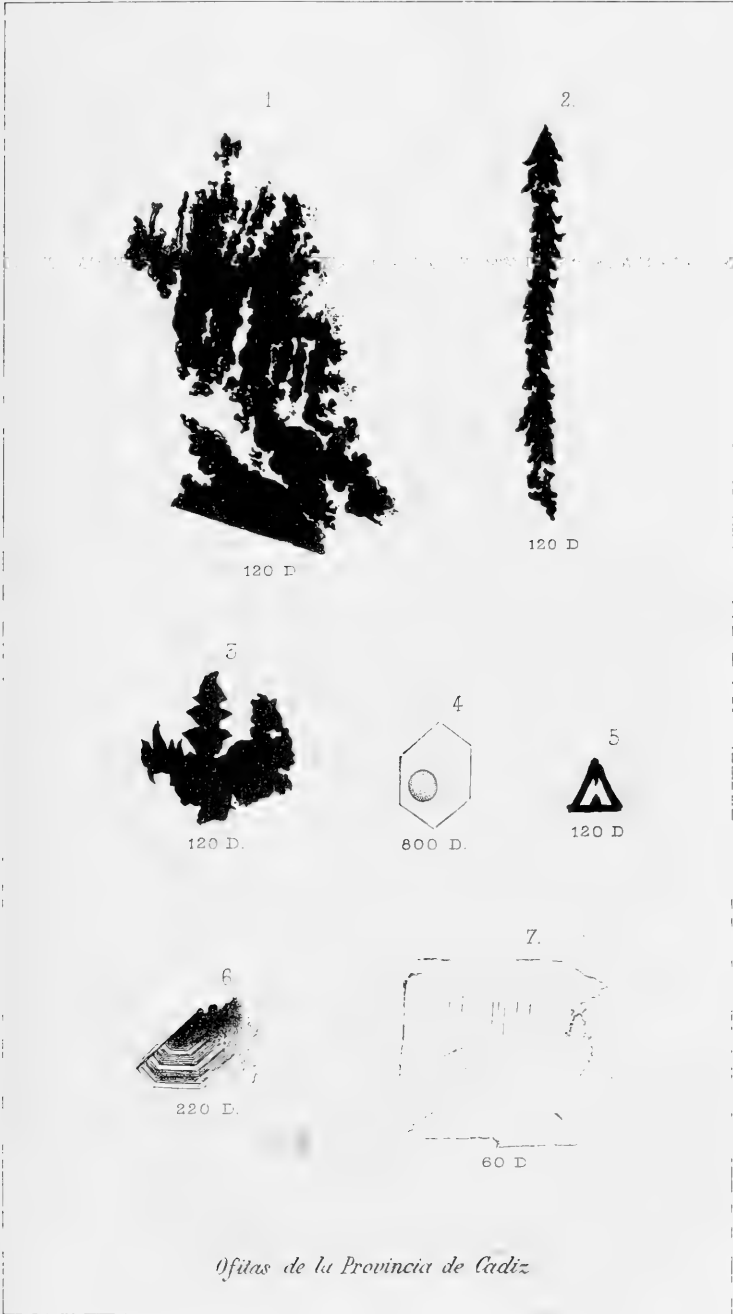 1
2.
120 D
120 D
3
4
5
120 D.
800 D.
120 D
6
7.
220 D.
60 D
Ofitas de la Provincia de Cadiz